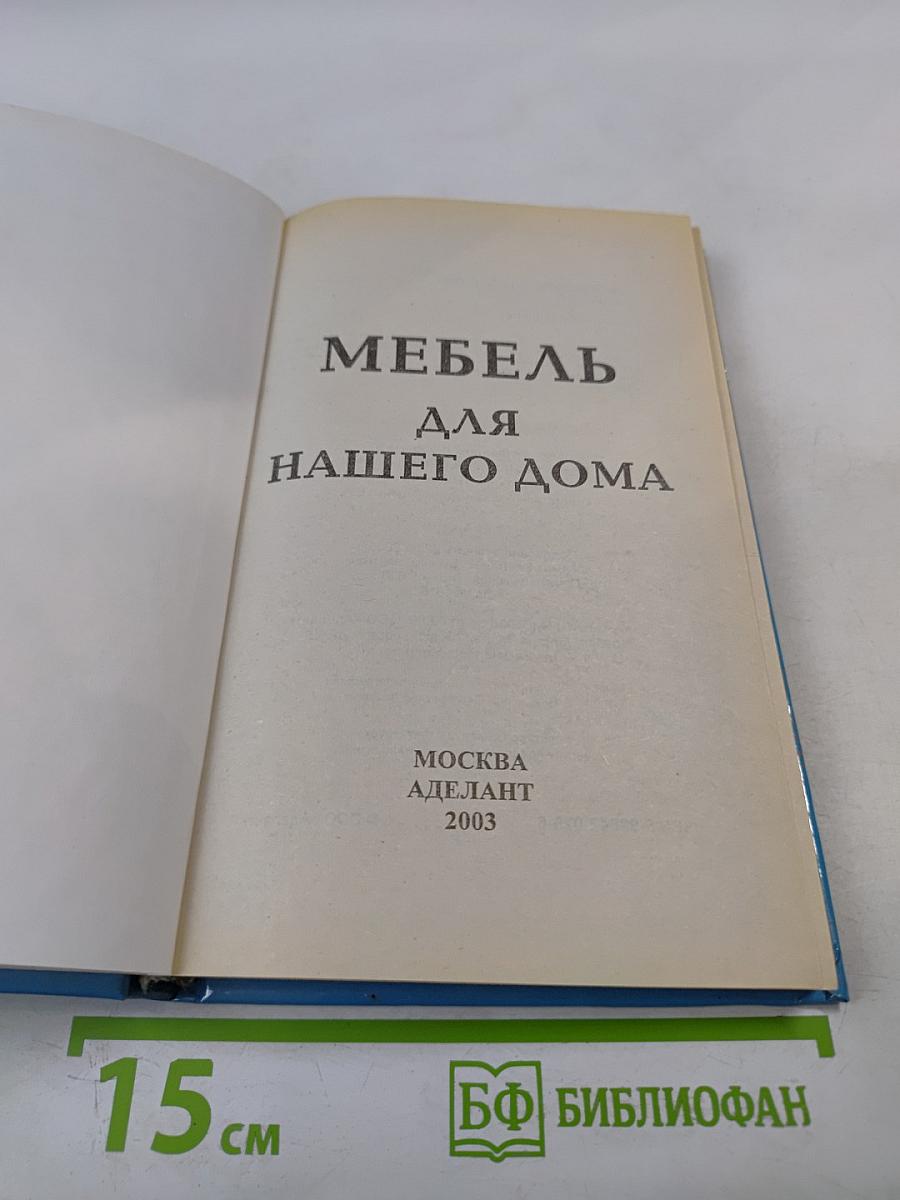 МЕБЕЛЬ
ДЛЯ
НАШЕГО ДОМА
МОСКВА
АДЕЛАНТ
2003
15 см
БФ БИБЛИОФАН